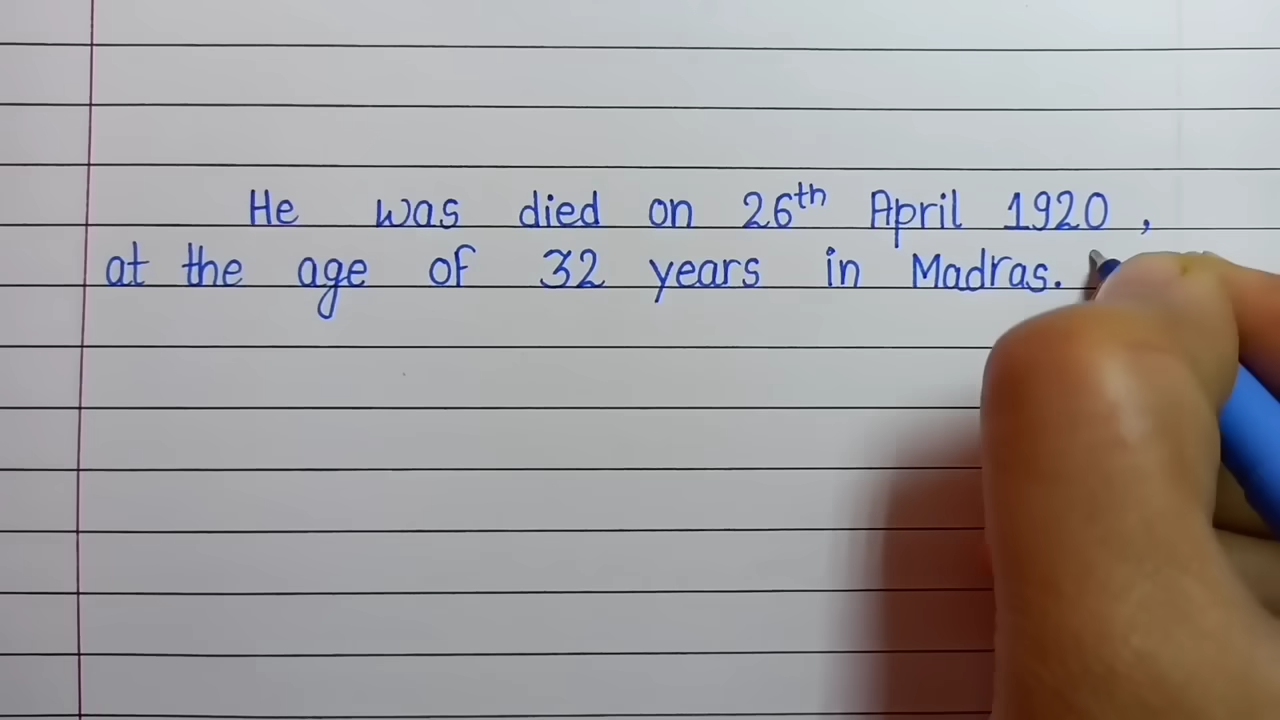 He was died on 26th April 1920,
at the age of 32 years in Madras.